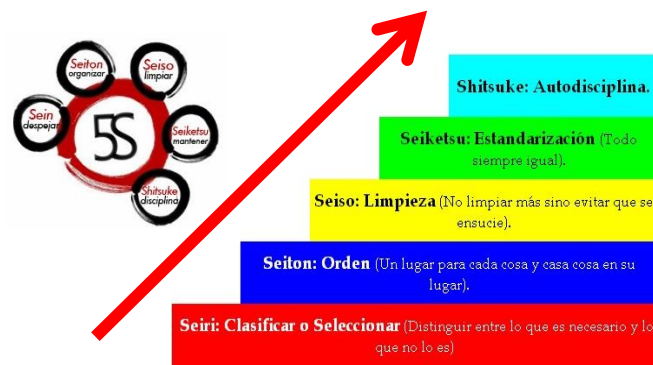 Seiton
organizar
Seiso
limpiar
Sein
despejar
5S
Seiketsu
mantener
Shitsuke
disciplina
Shitsuke: Autodisciplina.
Seiketsu: Estandarización (Todo
siempre igual).
Seiso: Limpieza (No limpiar más sino evitar que se
ensucie).
Seiton: Orden (Un lugar para cada cosa y casa cosa en su
lugar).
Seiri: Clasificar o Seleccionar (Distinguir entre lo que es necesario y lo
que no lo es)